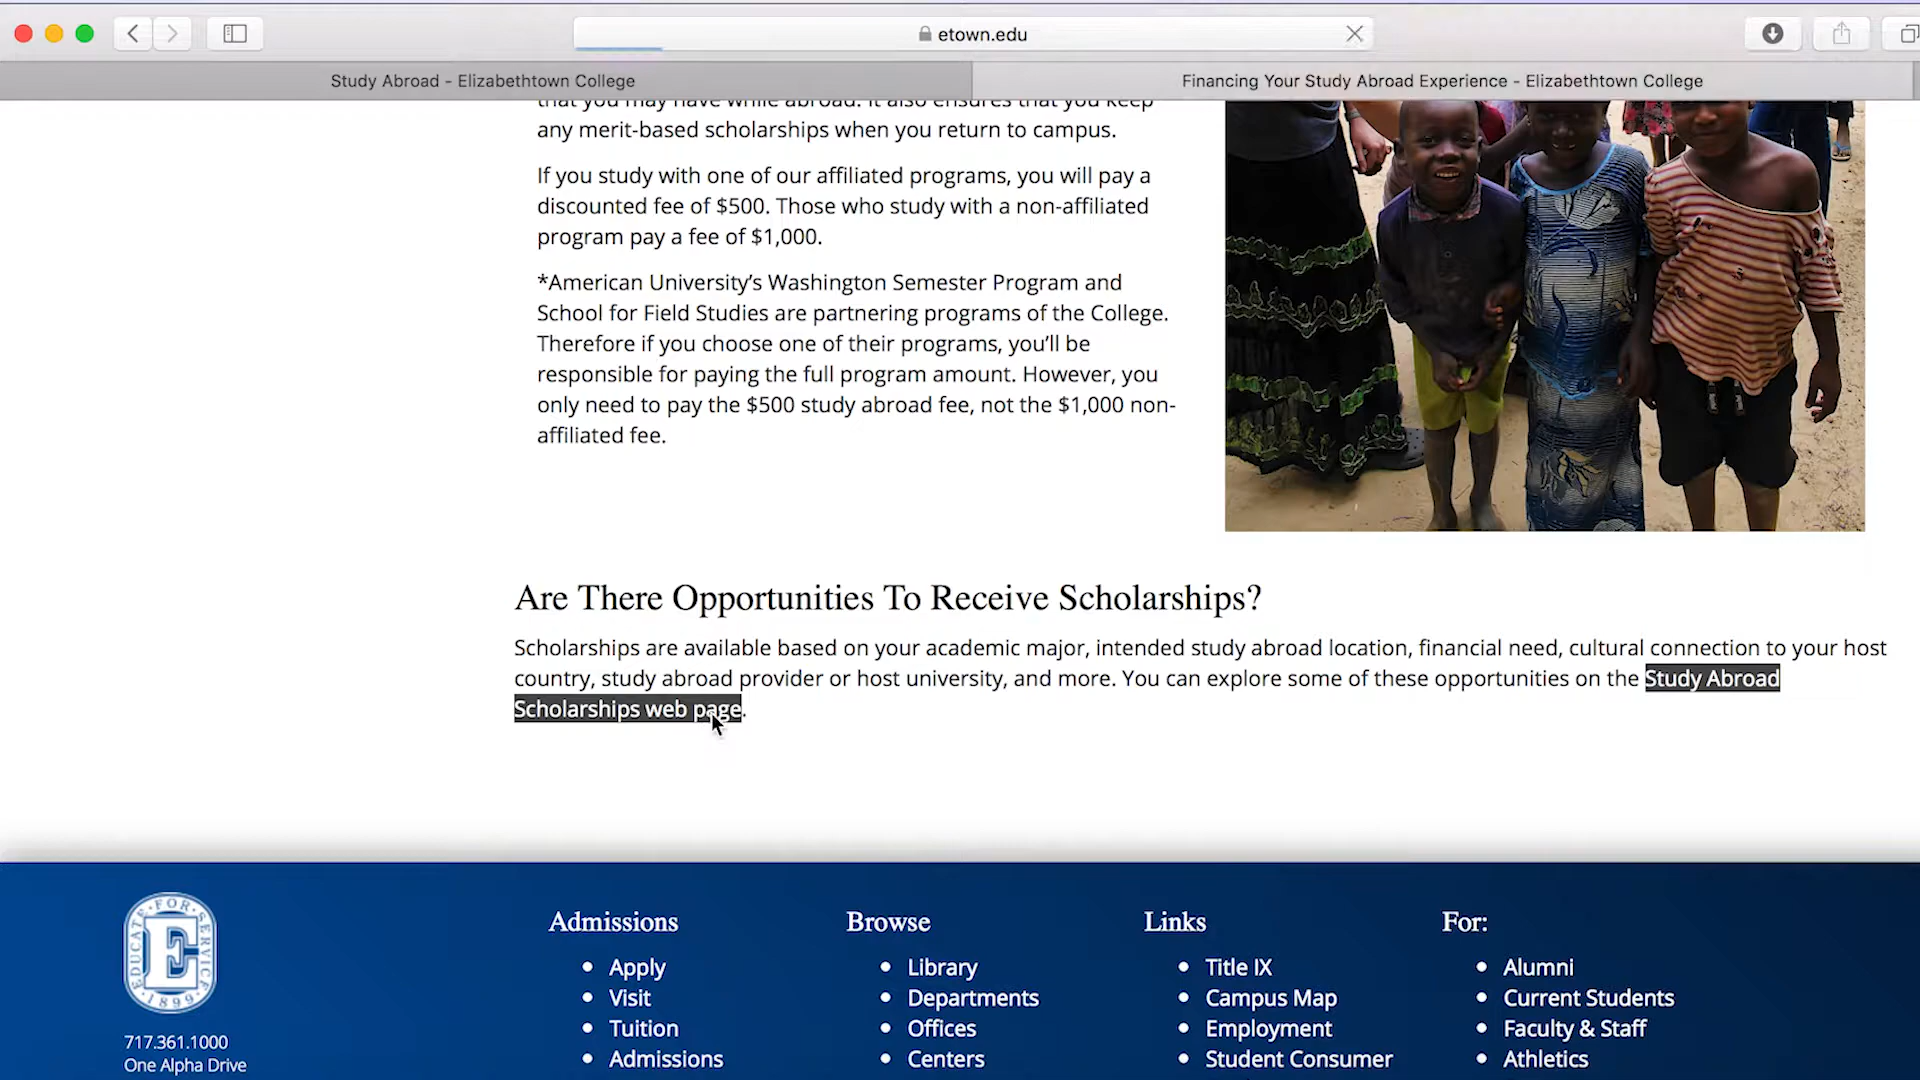 etown.edu
Study Abroad – Elizabethtown College
Financing Your Study Abroad Experience - Elizabethtown College
that you may have while abroad. It also ensures that you keep
any merit-based scholarships when you return to campus.
If you study with one of our affiliated programs, you will pay a
discounted fee of $500. Those who study with a non-affiliated
program pay a fee of $1,000.
*American University's Washington Semester Program and
School for Field Studies are partnering programs of the College.
Therefore if you choose one of their programs, you'll be
responsible for paying the full program amount. However, you
only need to pay the $500 study abroad fee, not the $1,000 non-
affiliated fee.
Are There Opportunities To Receive Scholarships?
Scholarships are available based on your academic major, intended study abroad location, financial need, cultural connection to your host
country, study abroad provider or host university, and more. You can explore some of these opportunities on the Study Abroad
Scholarships web page.
EDUCATE FOR SERVICE
E
1899
717.361.1000
One Alpha Drive
Admissions
Apply
Visit
Tuition
Admissions
Browse
Library
Departments
Offices
Centers
Links
Title IX
Campus Map
Employment
Student Consumer
For:
Alumni
Current Students
Faculty & Staff
Athletics